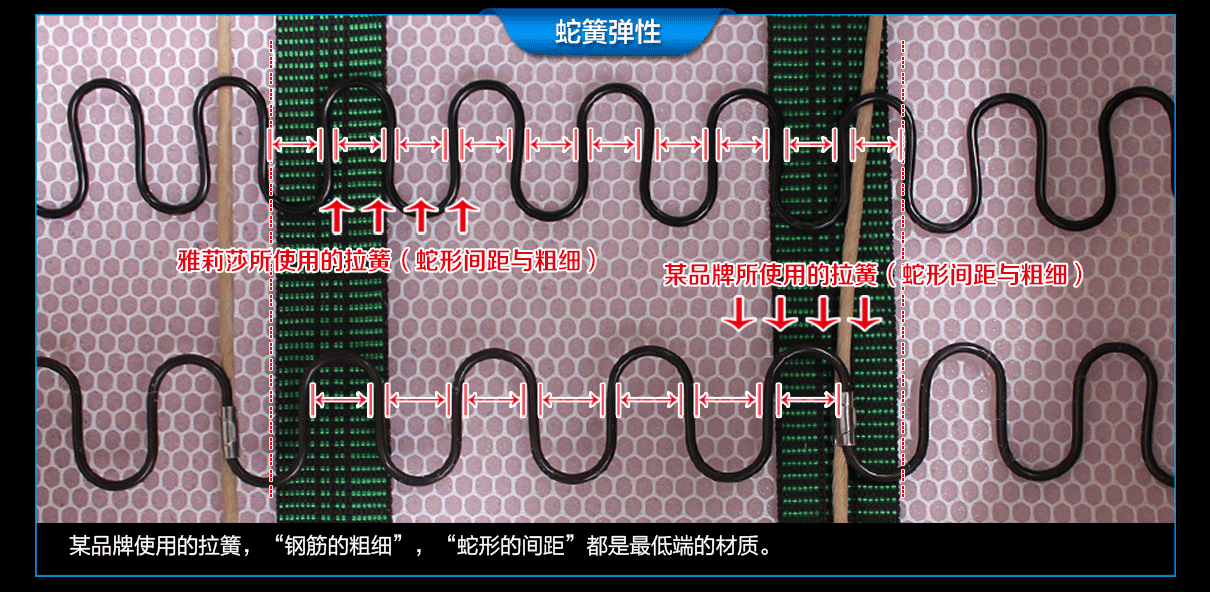 蛇簧弹性
雅莉莎所使用的拉簧（蛇形间距与粗细）
某品牌所使用的拉簧（蛇形间距与粗细）
某品牌使用的拉簧，“钢筋的粗细”，“蛇形的间距”都是最低端的材质。